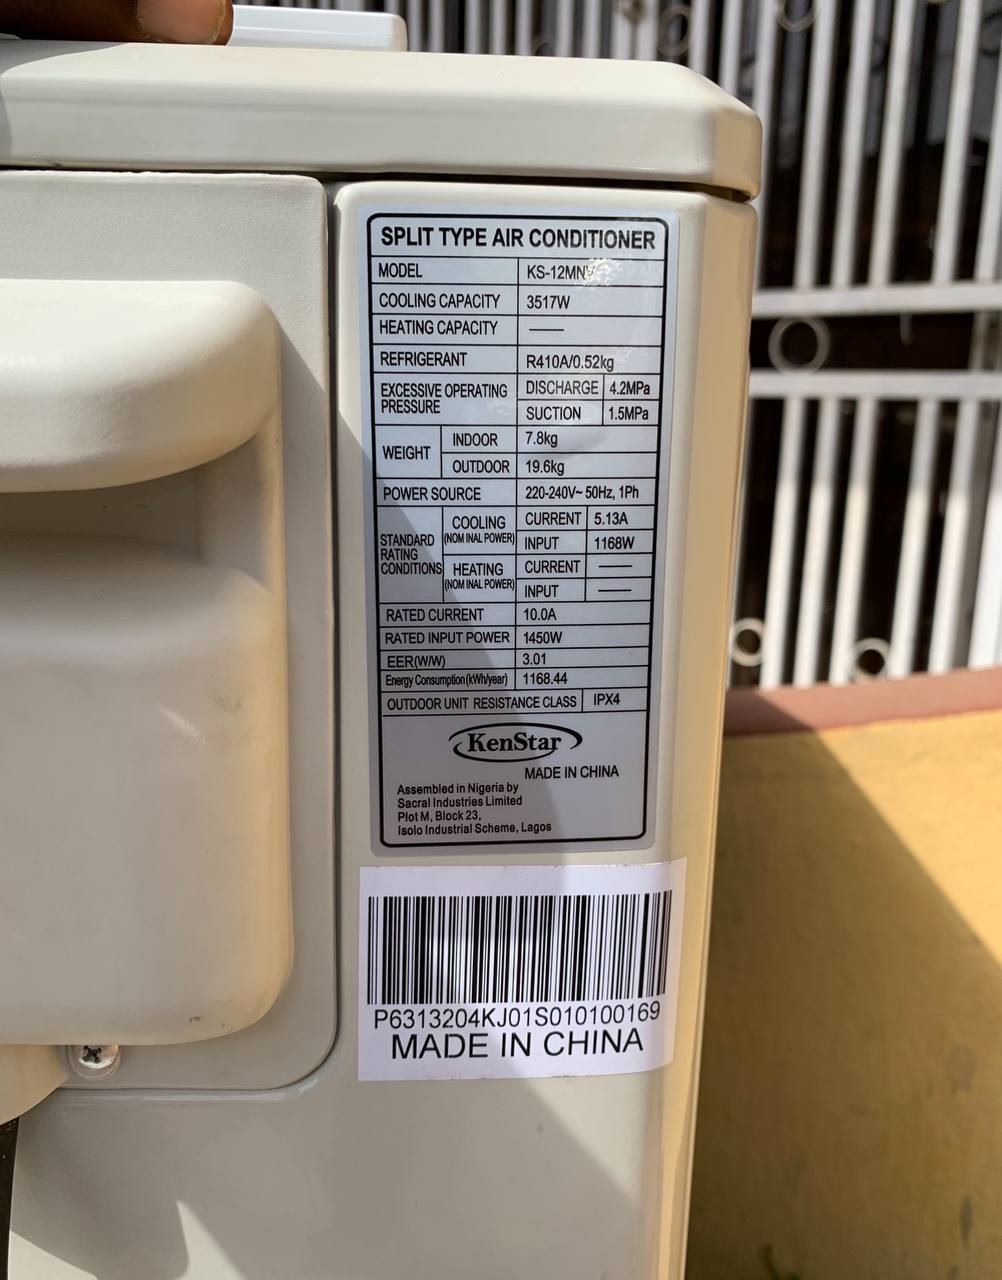 SPLIT TYPE AIR CONDITIONER
MODEL KS-12MNV
COOLING CAPACITY 3517W
HEATING CAPACITY ——
REFRIGERANT R410A/0.52kg
EXCESSIVE OPERATING PRESSURE DISCHARGE 4.2MPa
SUCTION 1.5MPa
WEIGHT INDOOR 7.8kg
OUTDOOR 19.6kg
POWER SOURCE 220-240V~ 50Hz, 1Ph
STANDARD RATING CONDITIONS COOLING (NOM INAL POWER) CURRENT 5.13A
INPUT 1168W
HEATING (NOM INAL POWER) CURRENT ——
INPUT ——
RATED CURRENT 10.0A
RATED INPUT POWER 1450W
EER(W/W) 3.01
Energy Consumption(kWh/year) 1168.44
OUTDOOR UNIT RESISTANCE CLASS IPX4
KenStar
MADE IN CHINA
Assembled in Nigeria by
Sacral Industries Limited
Plot M, Block 23,
Isolo Industrial Scheme, Lagos
P6313204KJ01S010100169
MADE IN CHINA